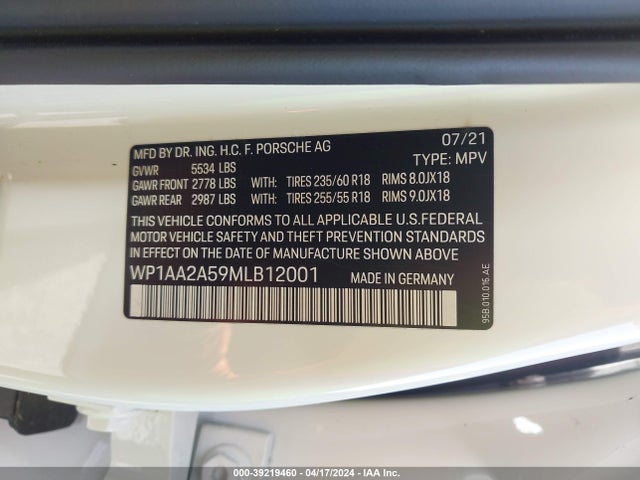 MFD BY DR. ING. H.C. F. PORSCHE AG 07/21
GVWR 5534 LBS TYPE: MPV
GAWR FRONT 2778 LBS WITH: TIRES 235/60 R18 RIMS 8.0JX18
GAWR REAR 2987 LBS WITH: TIRES 255/55 R18 RIMS 9.0JX18
THIS VEHICLE CONFORMS TO ALL APPLICABLE U.S.FEDERAL
MOTOR VEHICLE SAFETY AND THEFT PREVENTION STANDARDS
IN EFFECT ON THE DATE OF MANUFACTURE SHOWN ABOVE.
WP1AA2A59MLB12001 MADE IN GERMANY
95B.010.016.AE
000-39219460 - 04/17/2024 - IAA Inc.